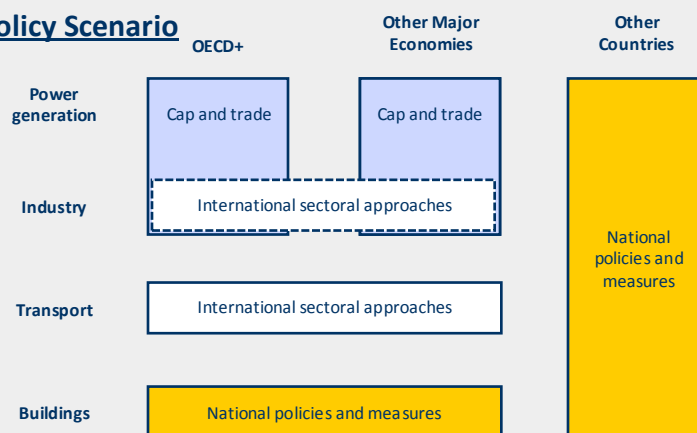 olicy Scenario
OECD+
Other Major
Economies
Other
Countries
Power
generation
Cap and trade
Cap and trade
Industry
International sectoral approaches
National
policies and
measures
Transport
International sectoral approaches
Buildings
National policies and measures